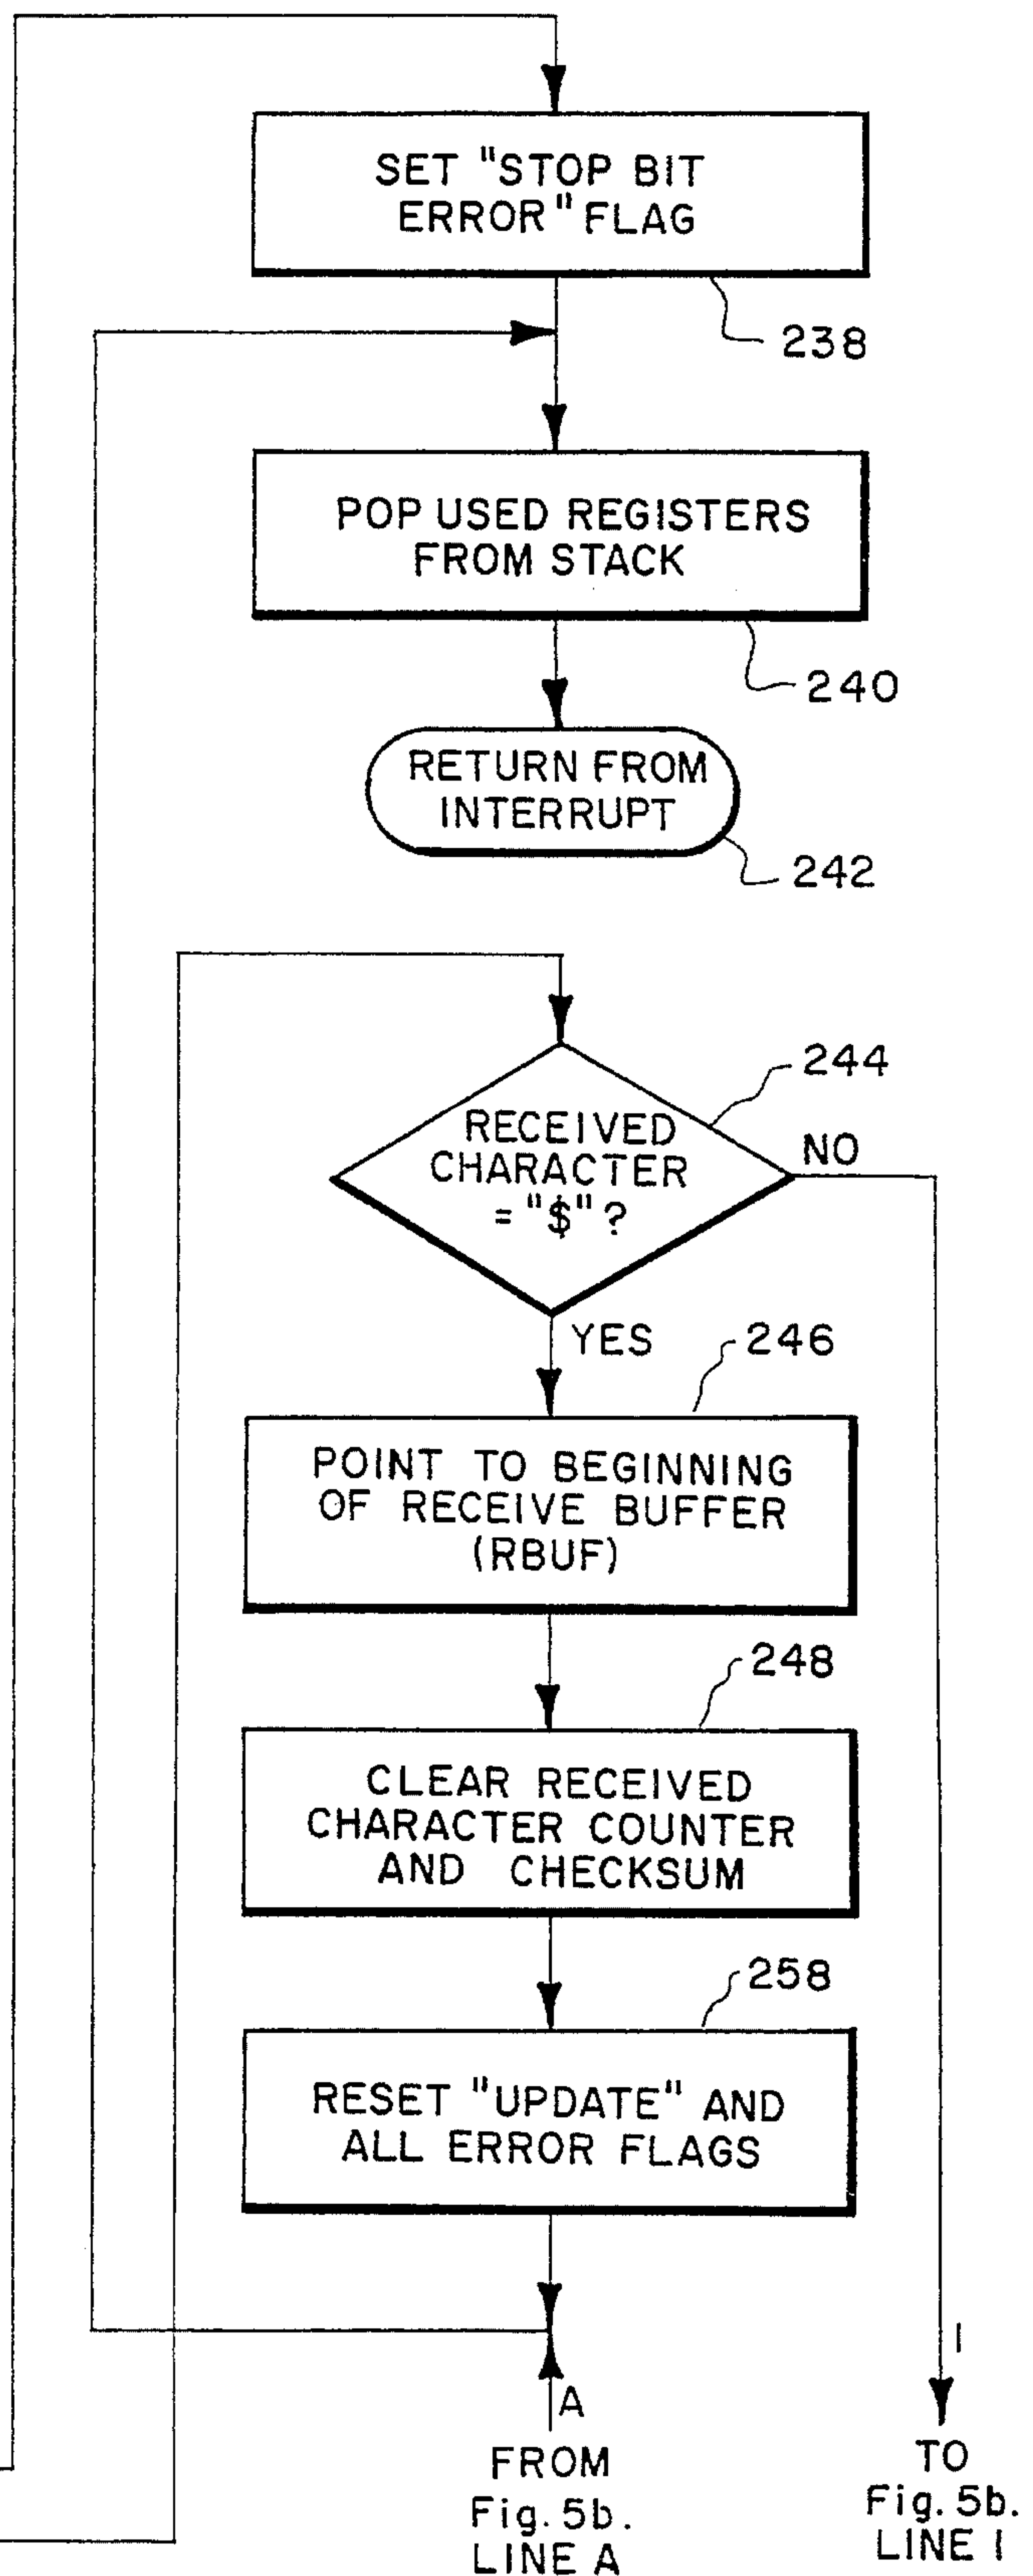 SET "STOP BIT
ERROR" FLAG
238
POP USED REGISTERS
FROM STACK
240
RETURN FROM
INTERRUPT
242
244
RECEIVED
CHARACTER
= "$"?
NO
YES
246
POINT TO BEGINNING
OF RECEIVE BUFFER
(RBUF)
248
CLEAR RECEIVED
CHARACTER COUNTER
AND CHECKSUM
258
RESET "UPDATE" AND
ALL ERROR FLAGS
A
FROM
Fig. 5b.
LINE A
I
TO
Fig. 5b.
LINE I